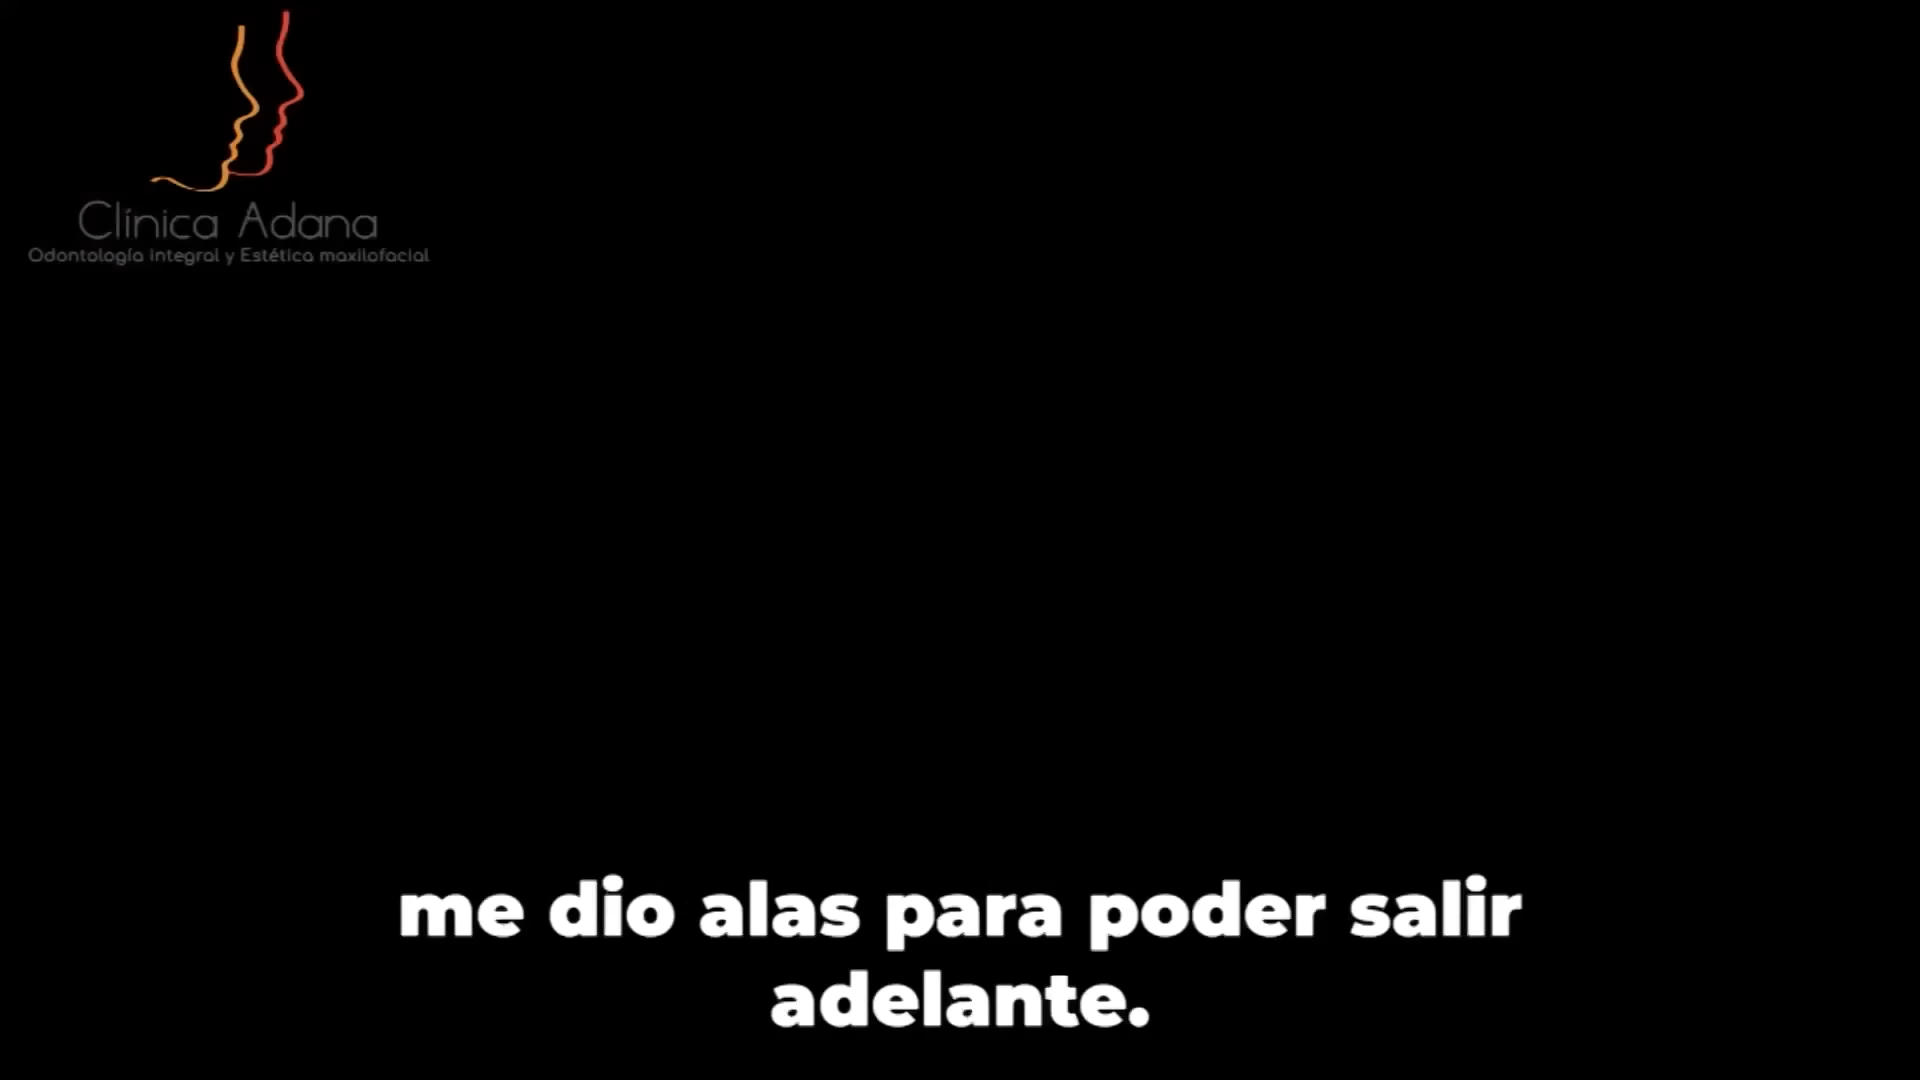 Clínica Adana
Odontología integral y Estética maxilofacial
me dio alas para poder salir
adelante.